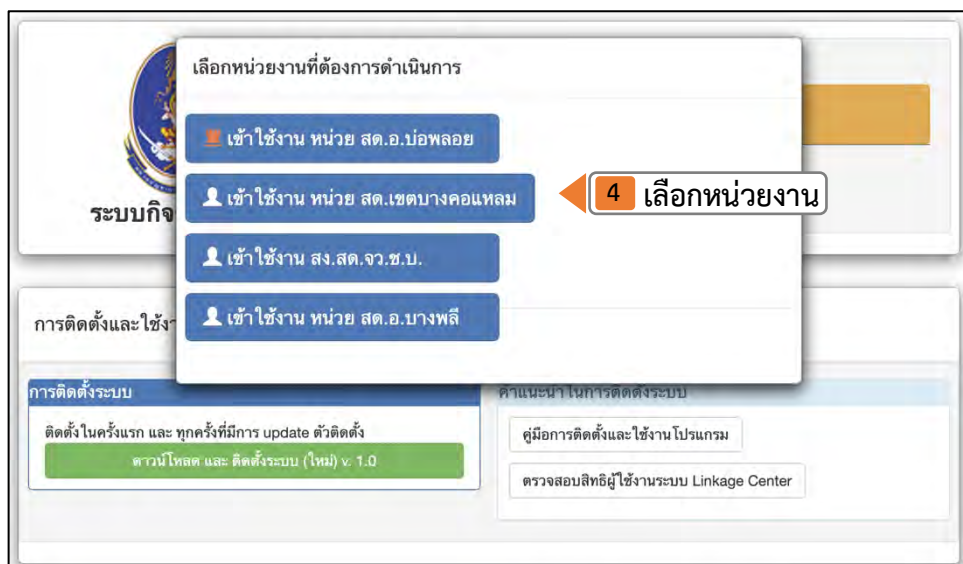 เลือกหน่วยงานที่ต้องการดำเนินการ
เข้าใช้งาน หน่วย สด.อ.บ่อพลอย
เข้าใช้งาน หน่วย สด.เขตบางคอแหลม
4 เลือกหน่วยงาน
ระบบกิจ
เข้าใช้งาน สง.สด.จว.ช.บ.
เข้าใช้งาน หน่วย สด.อ.บางพลี
การติดตั้งและใช้งา
การติดตั้งระบบ
คำแนะนำในการติดตั้งระบบ
ติดตั้งในครั้งแรก และ ทุกครั้งที่มีการ update ตัวติดตั้ง
คู่มือการติดตั้งและใช้งานโปรแกรม
ดาวน์โหลด และ ติดตั้งระบบ (ใหม่) v. 1.0
ตรวจสอบสิทธิผู้ใช้งานระบบ Linkage Center